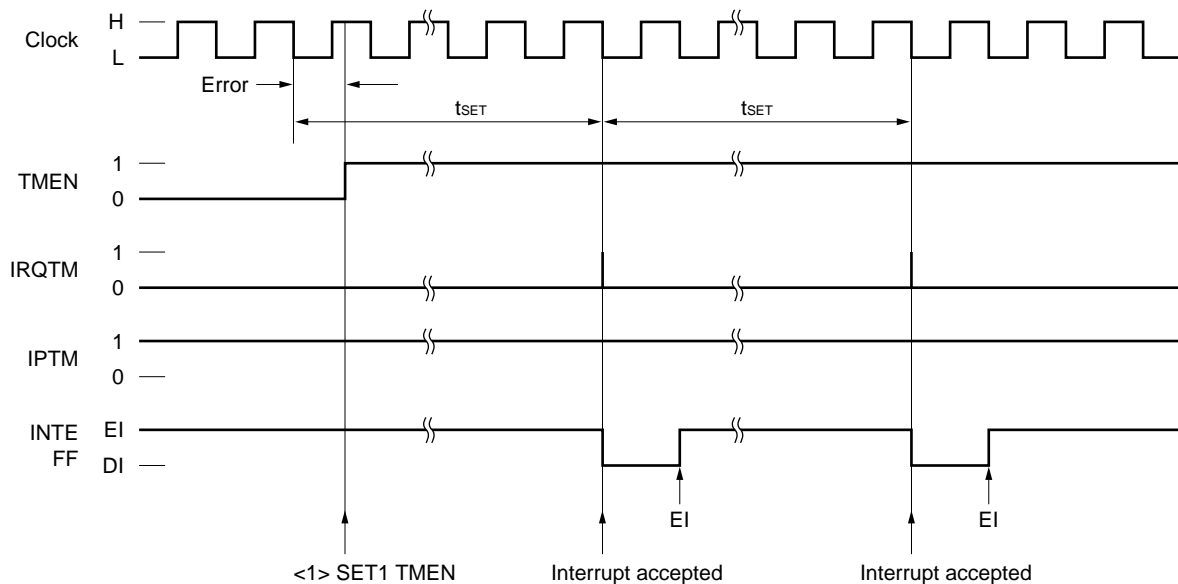 H
Clock
L
Error
tSET tSET
1
TMEN
0
1
IRQTM
0
1
IPTM
0
INTE EI
FF
DI
EI EI
<1> SET1 TMEN Interrupt accepted Interrupt accepted